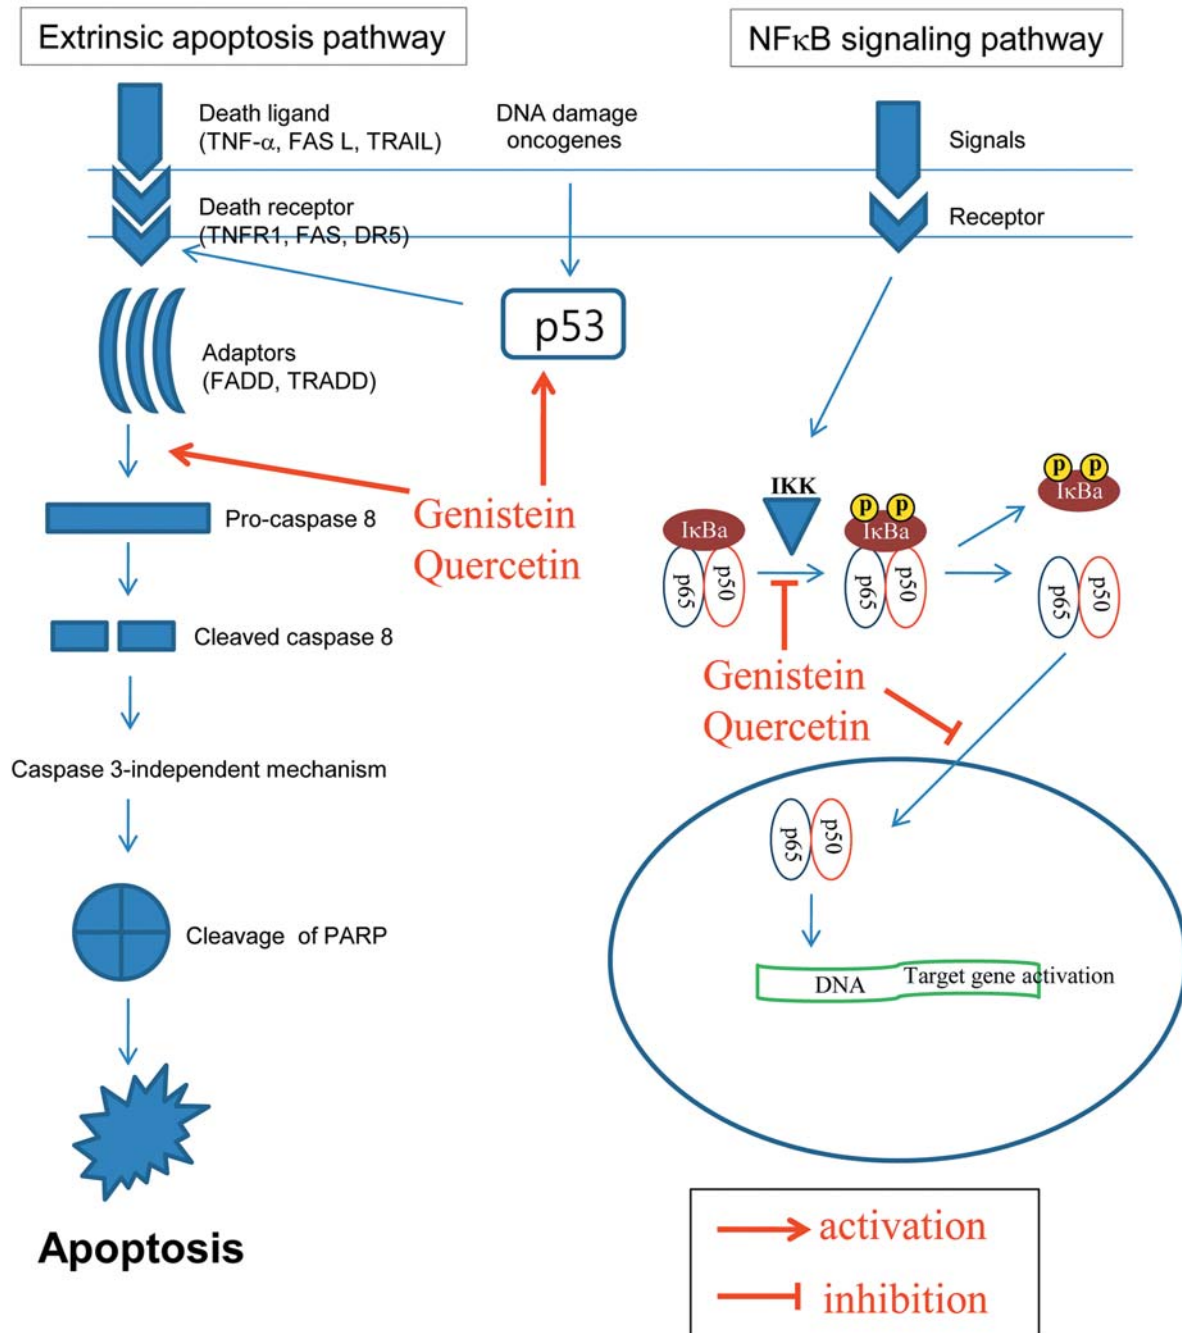 Extrinsic apoptosis pathway
NFκB signaling pathway
Death ligand
(TNF-α, FAS L, TRAIL)
DNA damage
oncogenes
Signals
Death receptor
(TNFR1, FAS, DR5)
Receptor
p53
Adaptors
(FADD, TRADD)
Genistein
Quercetin
Pro-caspase 8
Cleaved caspase 8
Caspase 3-independent mechanism
Cleavage of PARP
Apoptosis
IKK
IκBa
p65
p50
p
p
IκBa
p65
p50
p
p
IκBa
p65
p50
Genistein
Quercetin
p65
p50
DNA
Target gene activation
activation
inhibition